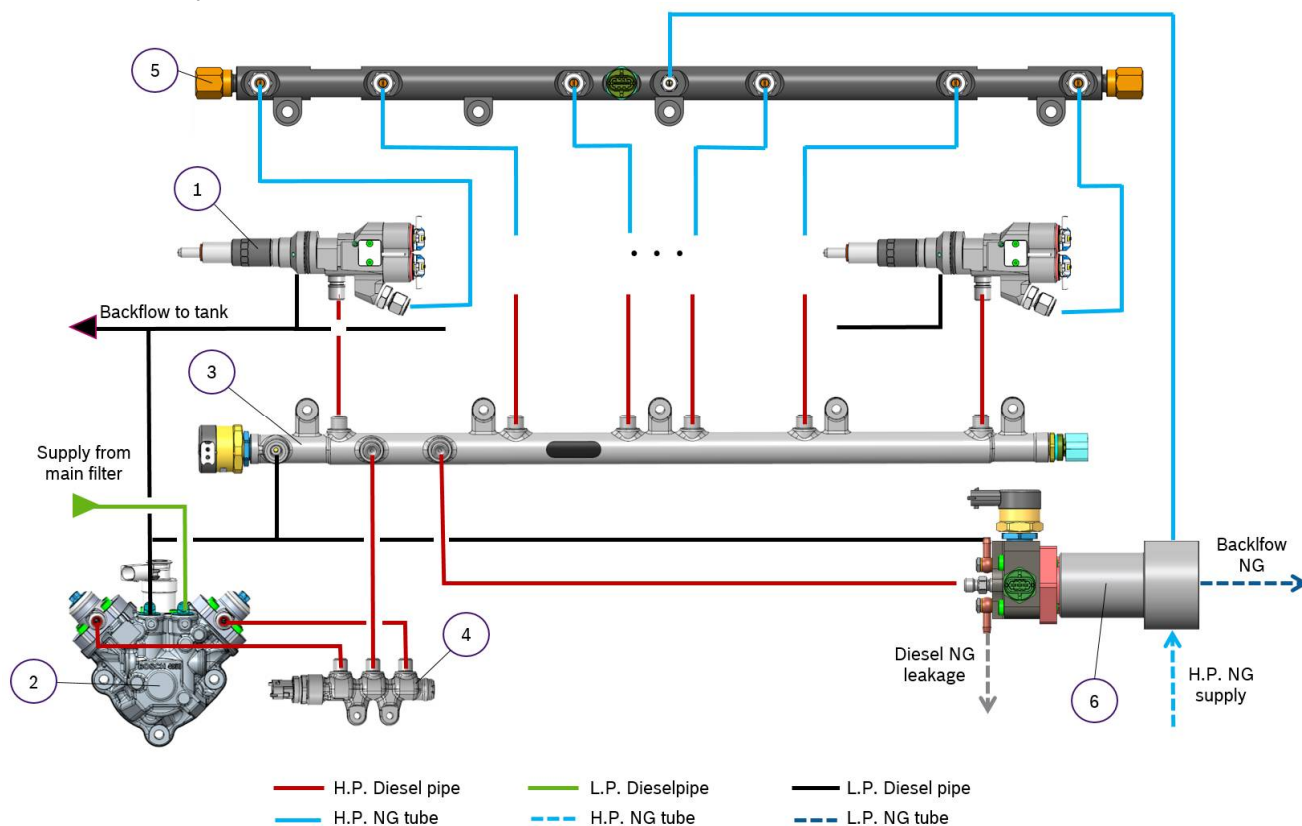 5
1
Backflow to tank
3
Supply from
main filter
Backlfow
NG
4
2
Diesel NG
leakage
6
H.P. NG
supply
H.P. Diesel pipe
L.P. Dieselpipe
L.P. Diesel pipe
H.P. NG tube
H.P. NG tube
L.P. NG tube